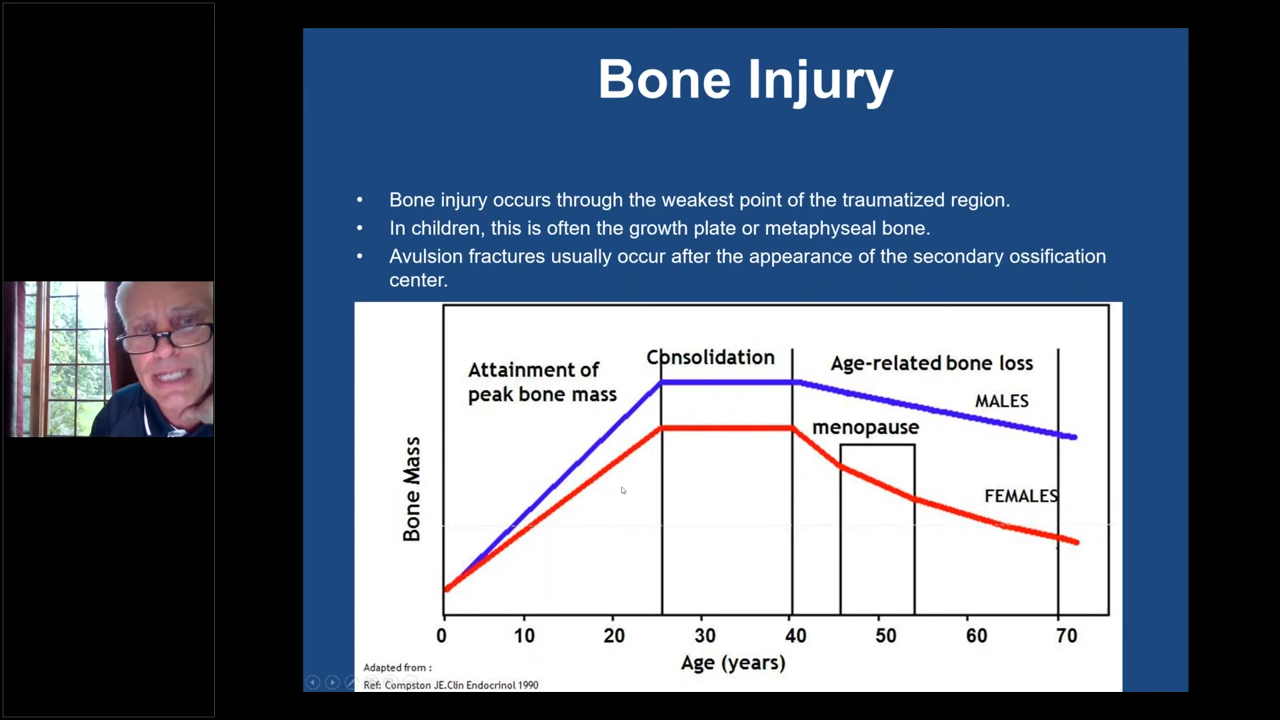 Bone Injury
• Bone injury occurs through the weakest point of the traumatized region.
• In children, this is often the growth plate or metaphyseal bone.
• Avulsion fractures usually occur after the appearance of the secondary ossification
center.
Consolidation
Attainment of
peak bone mass
Age-related bone loss
MALES
menopause
FEMALES
Bone Mass
0 10 20 30 40 50 60 70
Age (years)
Adapted from :
Ref: Compston JE.Clin Endocrinol 1990